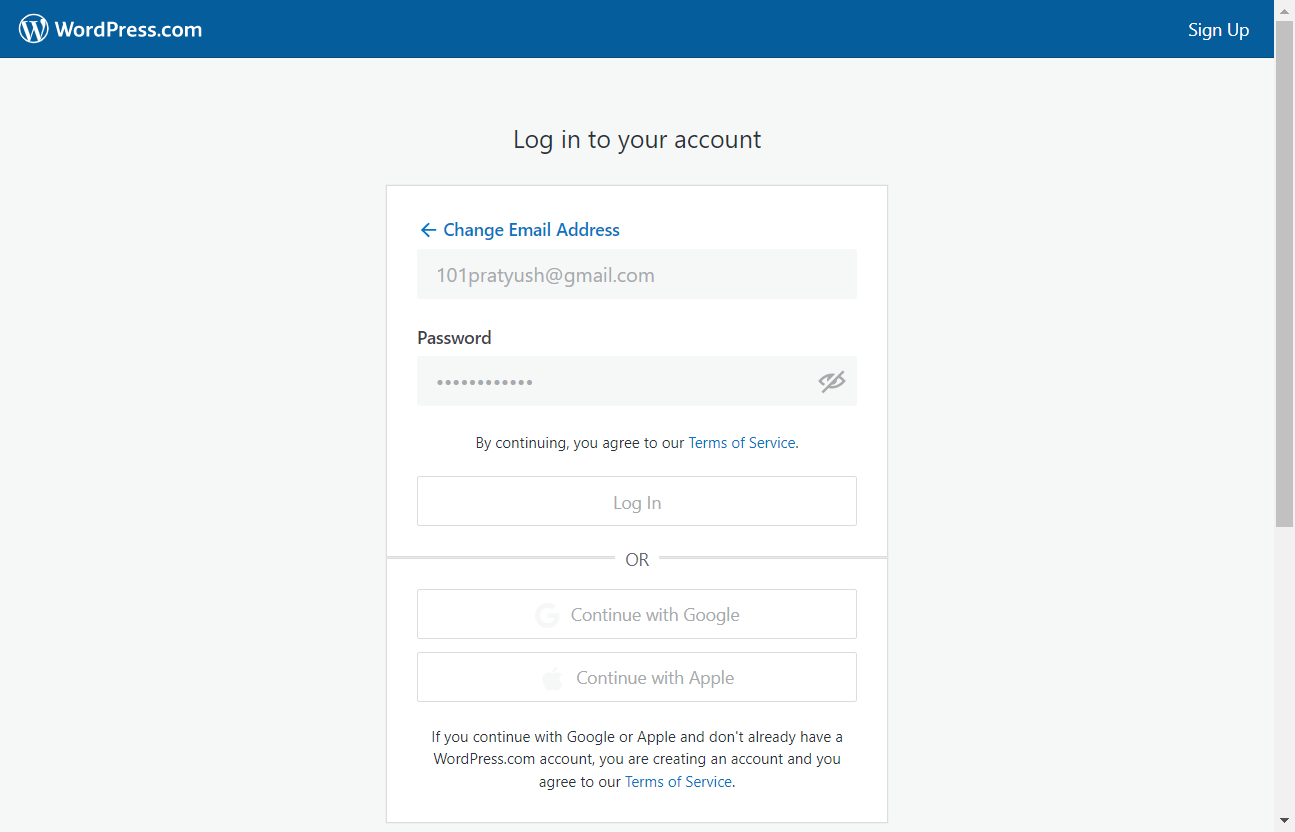 WordPress.com
Sign Up
Log in to your account
← Change Email Address
101pratyush@gmail.com
Password
••••••••••••
By continuing, you agree to our Terms of Service.
Log In
OR
Continue with Google
Continue with Apple
If you continue with Google or Apple and don't already have a
WordPress.com account, you are creating an account and you
agree to our Terms of Service.